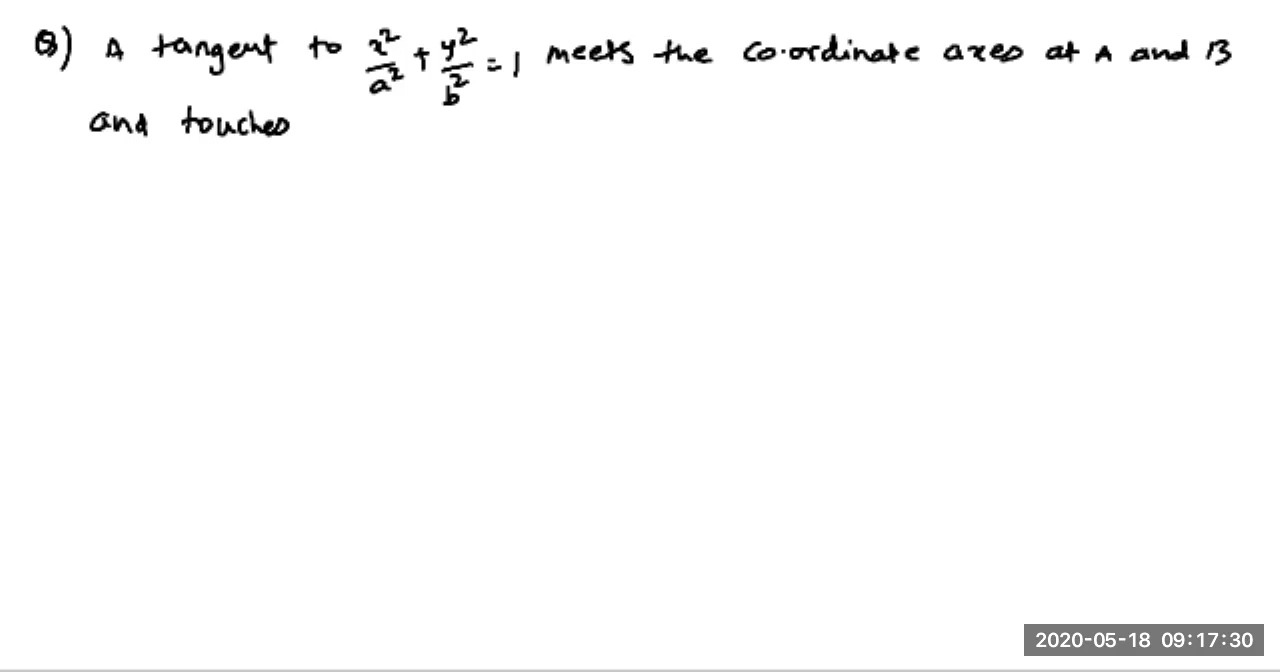 Q) A tangent to x²/a² + y²/b² = 1 meets the co-ordinate axes at A and B
and touches
2020-05-18 09:17:30